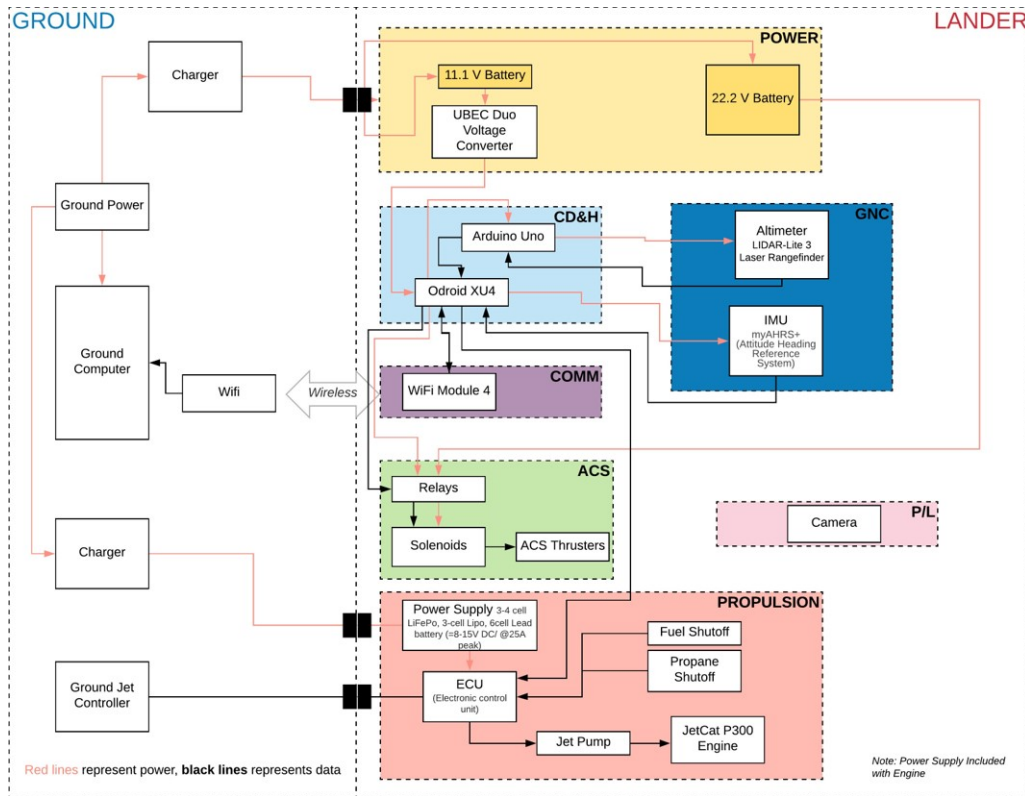 GROUND
LANDER
POWER
Charger
11.1 V Battery
22.2 V Battery
UBEC Duo
Voltage
Converter
Ground Power
CD&H
GNC
Arduino Uno
Altimeter
LIDAR-Lite 3
Laser Rangefinder
Odroid XU4
IMU
myAHRS+
(Attitude Heading
Reference
System)
Ground
Computer
Wifi
Wireless
COMM
WiFi Module 4
ACS
Relays
Solenoids
ACS Thrusters
P/L
Camera
Charger
PROPULSION
Power Supply 3-4 cell
LiFePo, 3-cell Lipo, 6cell Lead
battery (=8-15V DC/ @25A
peak)
Fuel Shutoff
Propane
Shutoff
Ground Jet
Controller
ECU
(Electronic control
unit)
Jet Pump
JetCat P300
Engine
Red lines represent power, black lines represents data
Note: Power Supply Included
with Engine